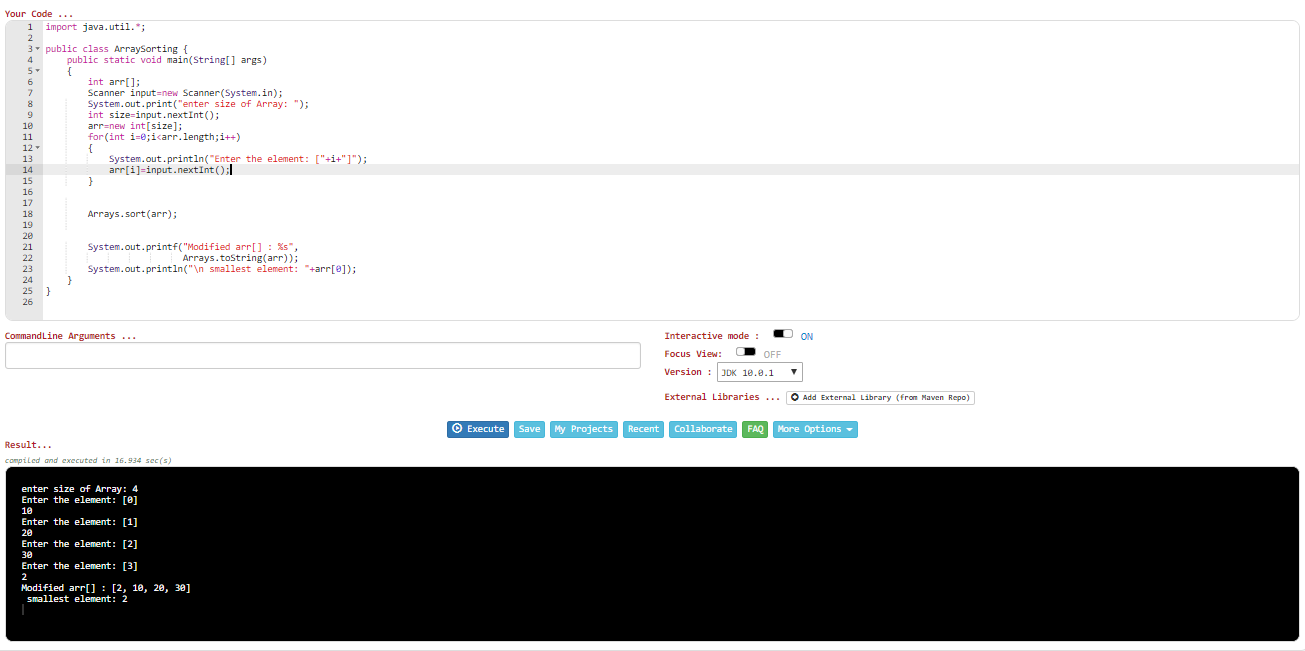 Your Code ...
1 import java.util.*;
2
3 public class ArraySorting {
4 public static void main(String[] args)
5 {
6 int arr[];
7 Scanner input=new Scanner(System.in);
8 System.out.print("enter size of Array: ");
9 int size=input.nextInt();
10 arr=new int[size];
11 for(int i=0;i<arr.length;i++)
12 {
13 System.out.println("Enter the element: ["+i+"]");
14 arr[i]=input.nextInt();
15 }
16
17
18 Arrays.sort(arr);
19
20
21 System.out.printf("Modified arr[] : %s",
22 Arrays.toString(arr));
23 System.out.println("\n smallest element: "+arr[0]);
24 }
25 }
26
CommandLine Arguments ...
Interactive mode : ON
Focus View: OFF
Version : JDK 10.0.1
External Libraries ... Add External Library (from Maven Repo)
Execute Save My Projects Recent Collaborate FAQ More Options
Result...
compiled and executed in 16.934 sec(s)
enter size of Array: 4
Enter the element: [0]
10
Enter the element: [1]
20
Enter the element: [2]
30
Enter the element: [3]
2
Modified arr[] : [2, 10, 20, 30]
smallest element: 2